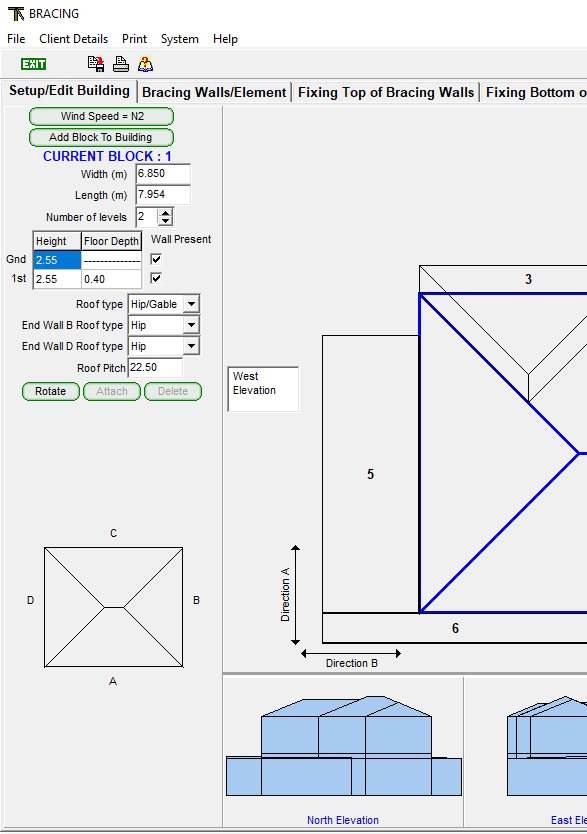 BRACING
File Client Details Print System Help
EXIT
Setup/Edit Building Bracing Walls/Element Fixing Top of Bracing Walls Fixing Bottom o
Wind Speed = N2
Add Block To Building
CURRENT BLOCK : 1
Width (m) 6.850
Length (m) 7.954
Number of levels 2
Height Floor Depth Wall Present
Gnd 2.55 --------------
1st 2.55 0.40
Roof type Hip/Gable
End Wall B Roof type Hip
End Wall D Roof type Hip
Roof Pitch 22.50
Rotate Attach Delete
West
Elevation
3
5
6
Direction A
Direction B
C
D
B
A
North Elevation
East Ele